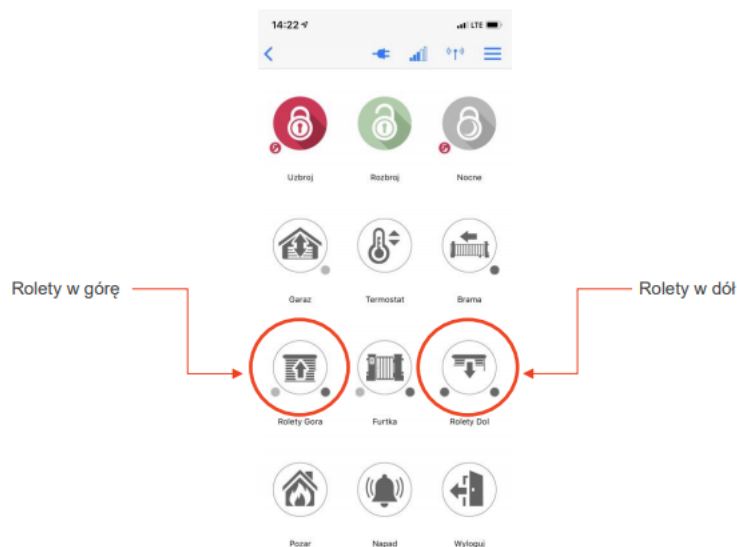 14:22
LTE
Uzbroj
Rozbroj
Nocne
Garaz
Termostat
Brama
Rolety w górę
Rolety w dół
Rolety Gora
Furtka
Rolety Dol
Pozar
Napad
Wyloguj